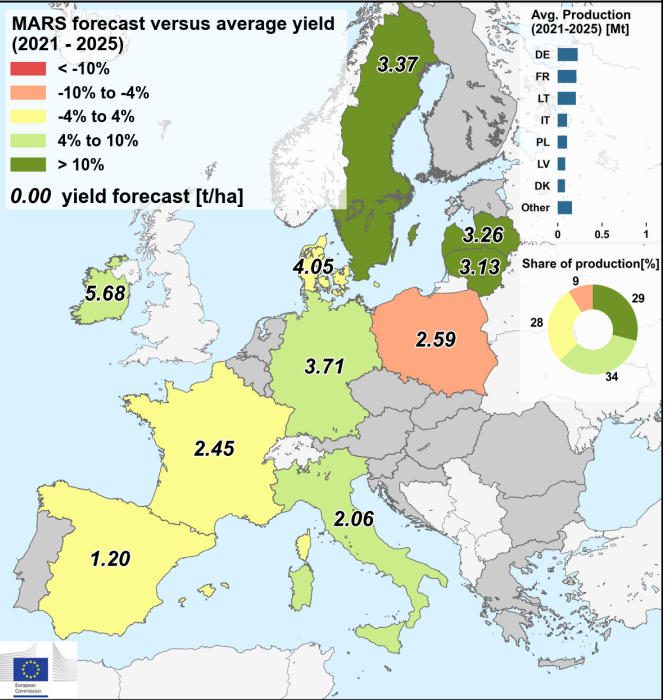 MARS forecast versus average yield
(2021 - 2025)
< -10%
-10% to -4%
-4% to 4%
4% to 10%
> 10%
0.00 yield forecast [t/ha]
Avg. Production
(2021-2025) [Mt]
DE
FR
LT
IT
PL
LV
DK
Other
0 0.5 1
Share of production[%]
9
29
28
34
3.37
3.26
3.13
4.05
5.68
2.59
3.71
2.45
2.06
1.20
European
Commission